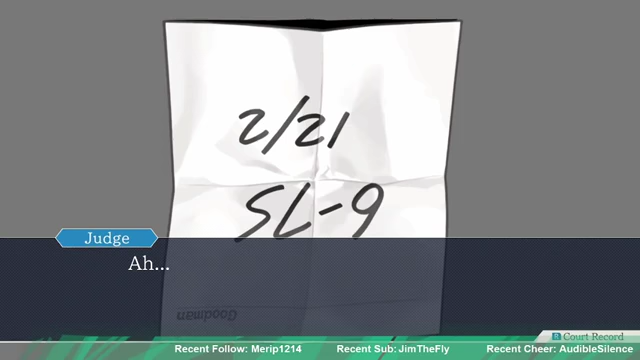 2/21
SL-9
Judge
Ah...
Goodman
Court Record
Recent Follow: Merip1214 Recent Sub: JimTheFly Recent Cheer: AudibleSilence